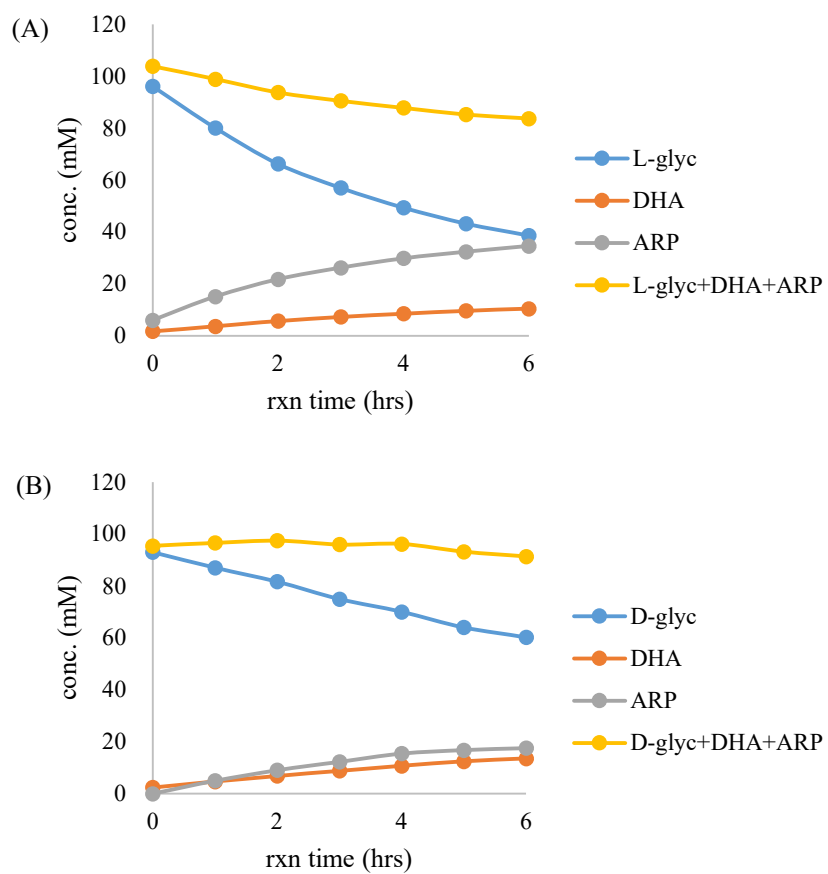 (A)
120
100
80
60
40
20
0
conc. (mM)
0 2 4 6
rxn time (hrs)
L-glyc
DHA
ARP
L-glyc+DHA+ARP
(B)
120
100
80
60
40
20
0
conc. (mM)
0 2 4 6
rxn time (hrs)
D-glyc
DHA
ARP
D-glyc+DHA+ARP